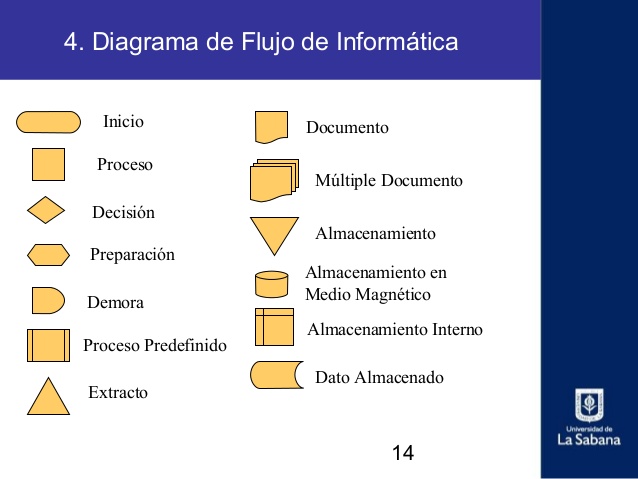 4. Diagrama de Flujo de Informática
Inicio
Proceso
Decisión
Preparación
Demora
Proceso Predefinido
Extracto
Documento
Múltiple Documento
Almacenamiento
Almacenamiento en
Medio Magnético
Almacenamiento Interno
Dato Almacenado
Universidad de
La Sabana
14